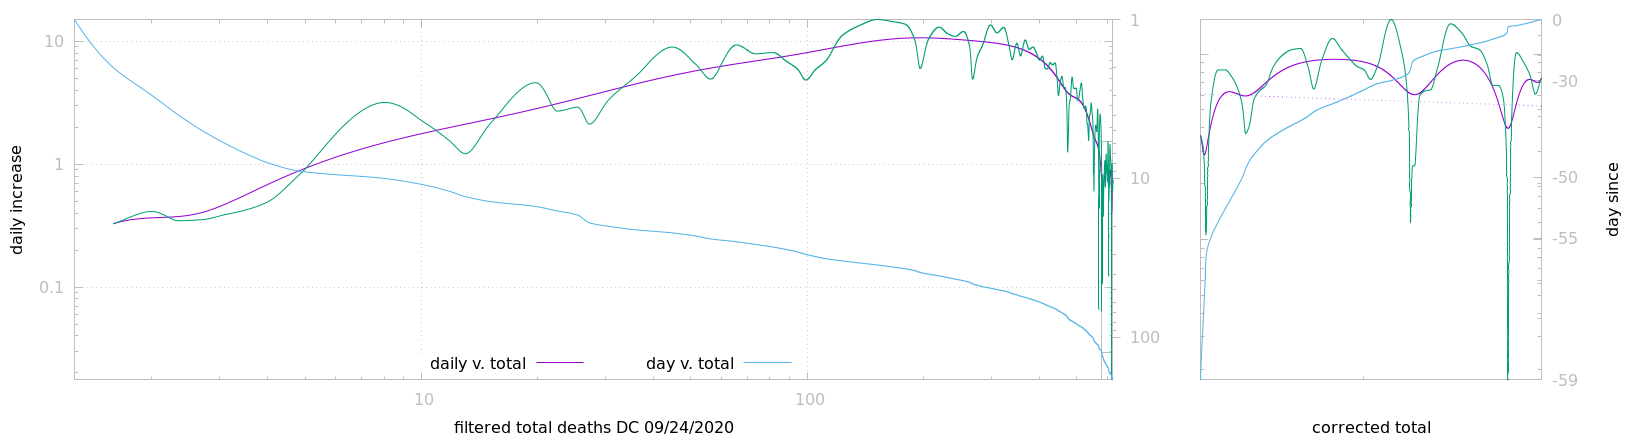 daily increase
10
1
0.1
10
100
1
10
100
daily v. total
day v. total
filtered total deaths DC 09/24/2020
0
-30
-50
-55
-59
day since
corrected total